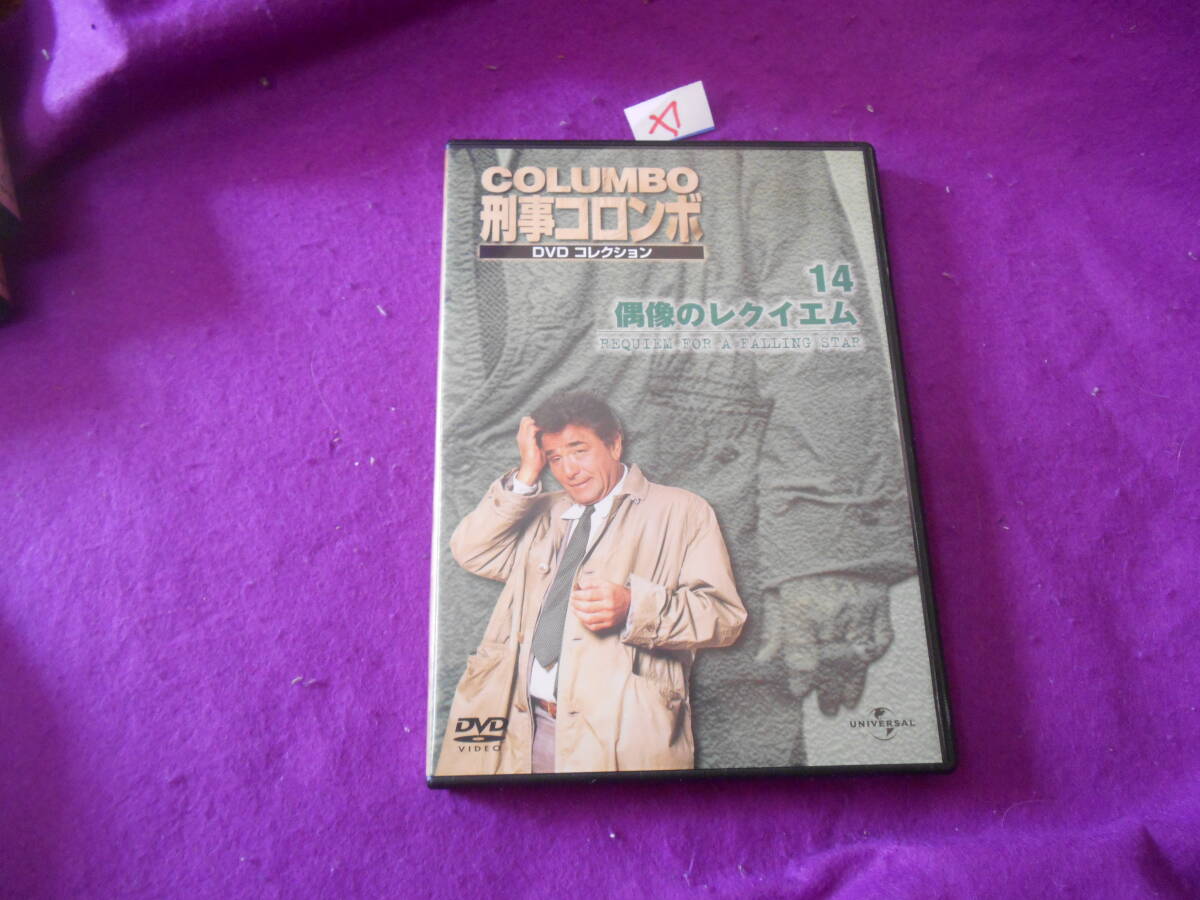 COLUMBO
刑事コロンボ
DVD コレクション
14
偶像のレクイエム
REQUIEM FOR A FALLING STAR
DVD
VIDEO
UNIVERSAL